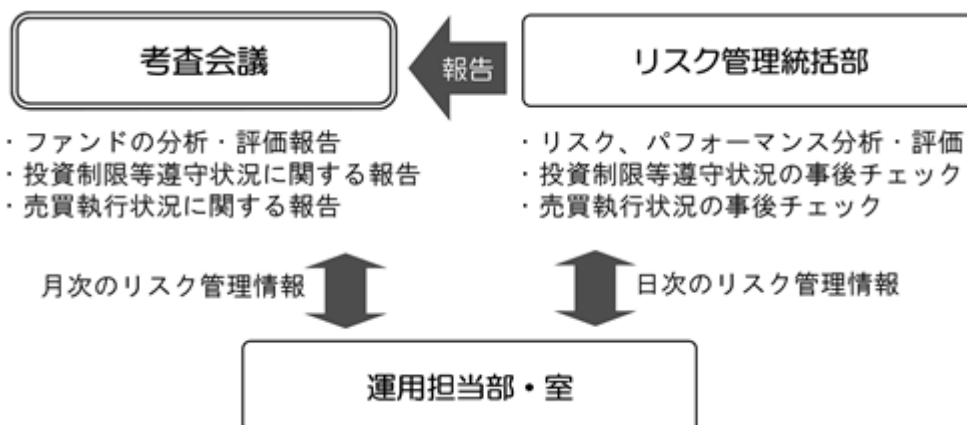 考査会議
報告
リスク管理統括部
・ファンドの分析・評価報告
・投資制限等遵守状況に関する報告
・売買執行状況に関する報告
・リスク、パフォーマンス分析・評価
・投資制限等遵守状況の事後チェック
・売買執行状況の事後チェック
月次のリスク管理情報
日次のリスク管理情報
運用担当部・室